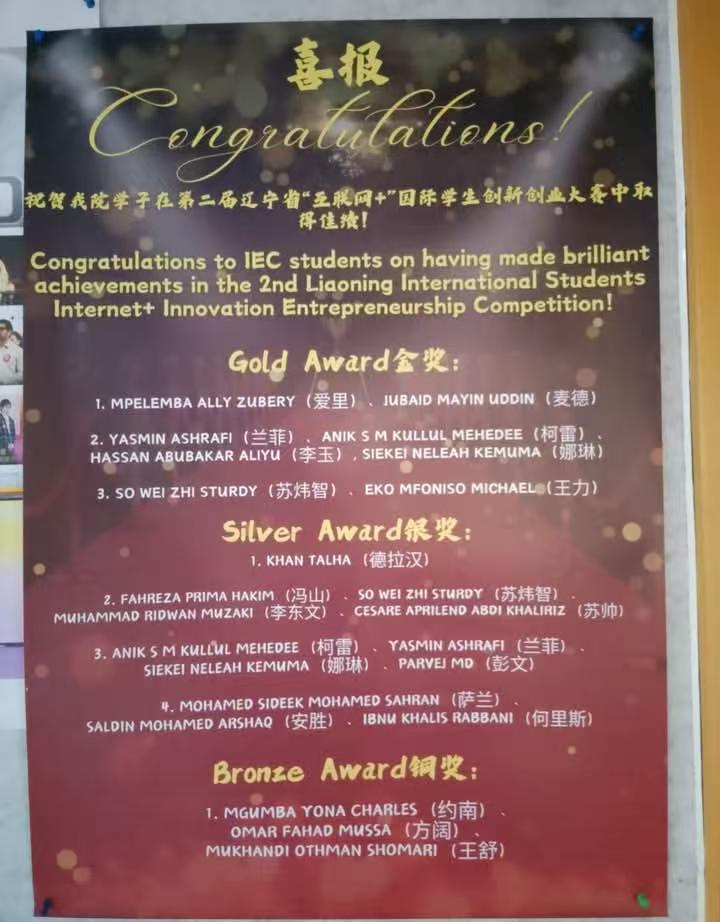 喜报
Congratulations!
祝贺我院学子在第二届辽宁省“互联网+”国际学生创新创业大赛中取
得佳绩!
Congratulations to IEC students on having made brilliant
achievements in the 2nd Liaoning International Students
Internet+ Innovation Entrepreneurship Competition!
Gold Award金奖:
1. MPELEMBA ALLY ZUBERY (爱里) 、JUBAID MAYIN UDDIN (麦德)
2. YASMIN ASHRAFI (兰菲) 、ANIK S M KULLUL MEHEDEE (柯雷) 、
HASSAN ABUBAKAR ALIYU (李玉) , SIEKEI NELEAH KEMUMA (娜琳)
3. SO WEI ZHI STURDY (苏炜智) 、EKO MFONISO MICHAEL (王力)
Silver Award银奖:
1. KHAN TALHA (德拉汉)
2. FAHREZA PRIMA HAKIM (冯山) 、SO WEI ZHI STURDY (苏炜智) 、
MUHAMMAD RIDWAN MUZAKI (李东文) 、CESARE APRILEND ABDI KHALIRIZ (苏帅)
3. ANIK S M KULLUL MEHEDEE (柯雷) 、YASMIN ASHRAFI (兰菲) 、
SIEKEI NELEAH KEMUMA (娜琳) 、PARVEJ MD (彭文)
4. MOHAMED SIDEEK MOHAMED SAHRAN (萨兰) 、
SALDIN MOHAMED ARSHAQ (安胜) 、IBNU KHALIS RABBANI (何里斯)
Bronze Award铜奖:
1. MGUMBA YONA CHARLES (约南) 、
OMAR FAHAD MUSSA (方阔) 、
MUKHANDI OTHMAN SHOMARI (王舒)